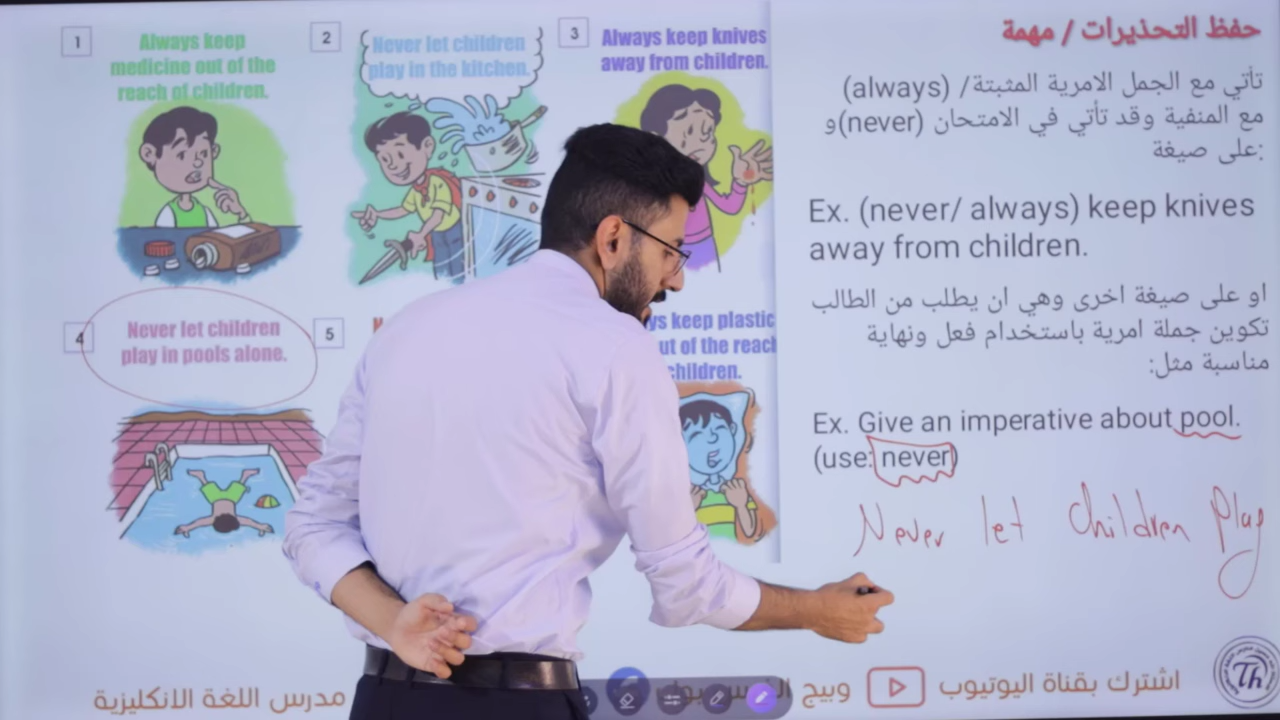 1
Always keep
medicine out of the
reach of children.
2
Never let children
play in the kitchen.
3
Always keep knives
away from children.
4
Never let children
play in pools alone.
5
ys keep plastic
ut of the reach
children.
حفظ التحذيرات / مهمة
تأتي مع الجمل الامرية المثبتة/ (always)
مع المنفية وقد تأتي في الامتحان (never)و
:على صيغة
Ex. (never/ always) keep knives
away from children.
او على صيغة اخرى وهي ان يطلب من الطالب
تكوين جملة امرية باستخدام فعل ونهاية
مناسبة مثل:
Ex. Give an imperative about pool.
(use: never)
Never let children Play
اشترك بقناة اليوتيوب
وبيج
مدرس اللغة الانكليزية
Th